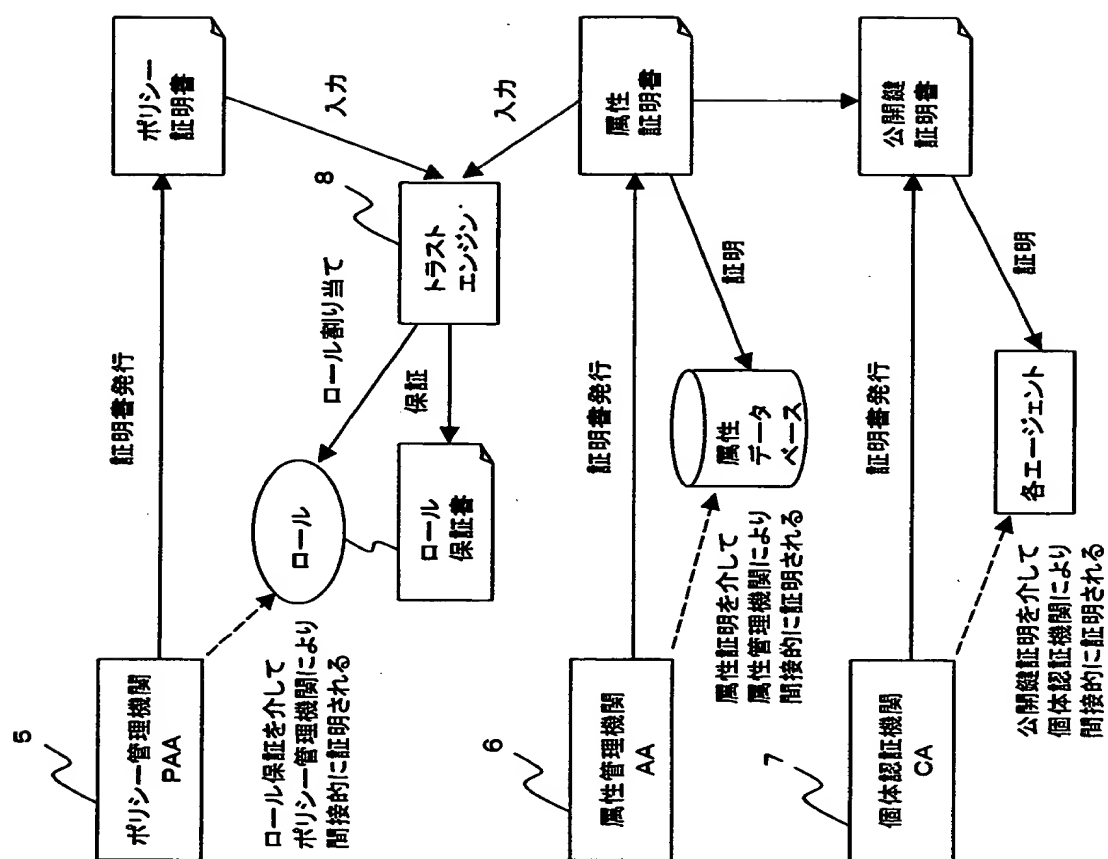 5
ポリシー管理機関
PAA
証明書発行
ポリシー
証明書
ロール保証を介して
ポリシー管理機関により
間接的に証明される
ロール
ロール
保証書
ロール割り当て
保証
8
トラスト
エンジン
入力
入力
6
属性管理機関
AA
証明書発行
属性
証明書
属性証明を介して
属性管理機関により
間接的に証明される
属性
データ
ベース
証明
7
個体認証機関
CA
証明書発行
公開鍵
証明書
公開鍵証明を介して
個体認証機関により
間接的に証明される
各エージェント
証明